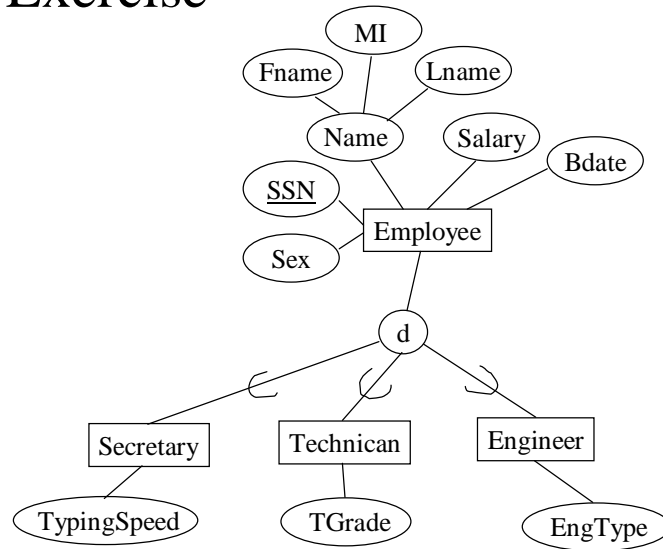 Exercise
MI
Fname
Lname
Name
Salary
Bdate
SSN
Employee
Sex
d
Secretary
Technican
Engineer
TypingSpeed
TGrade
EngType